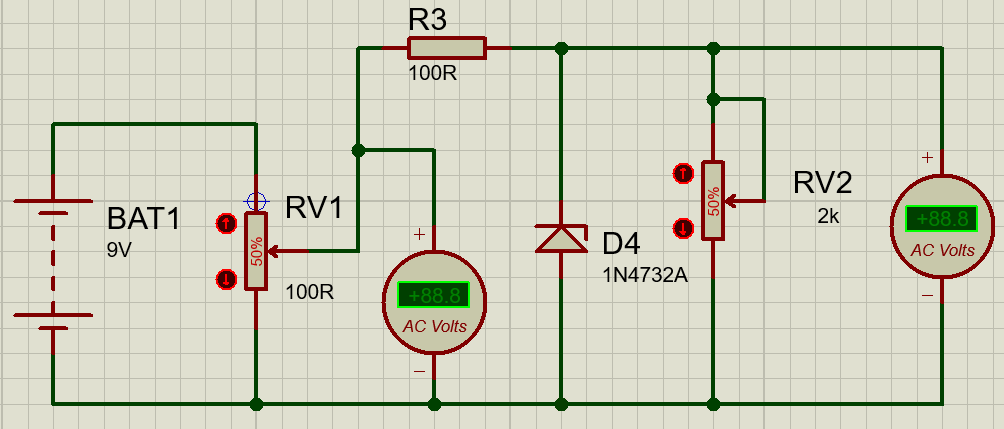 R3
100R
BAT1
9V
RV1
50%
100R
+
+88.8
AC Volts
−
D4
1N4732A
50%
RV2
2k
+
+88.8
AC Volts
−